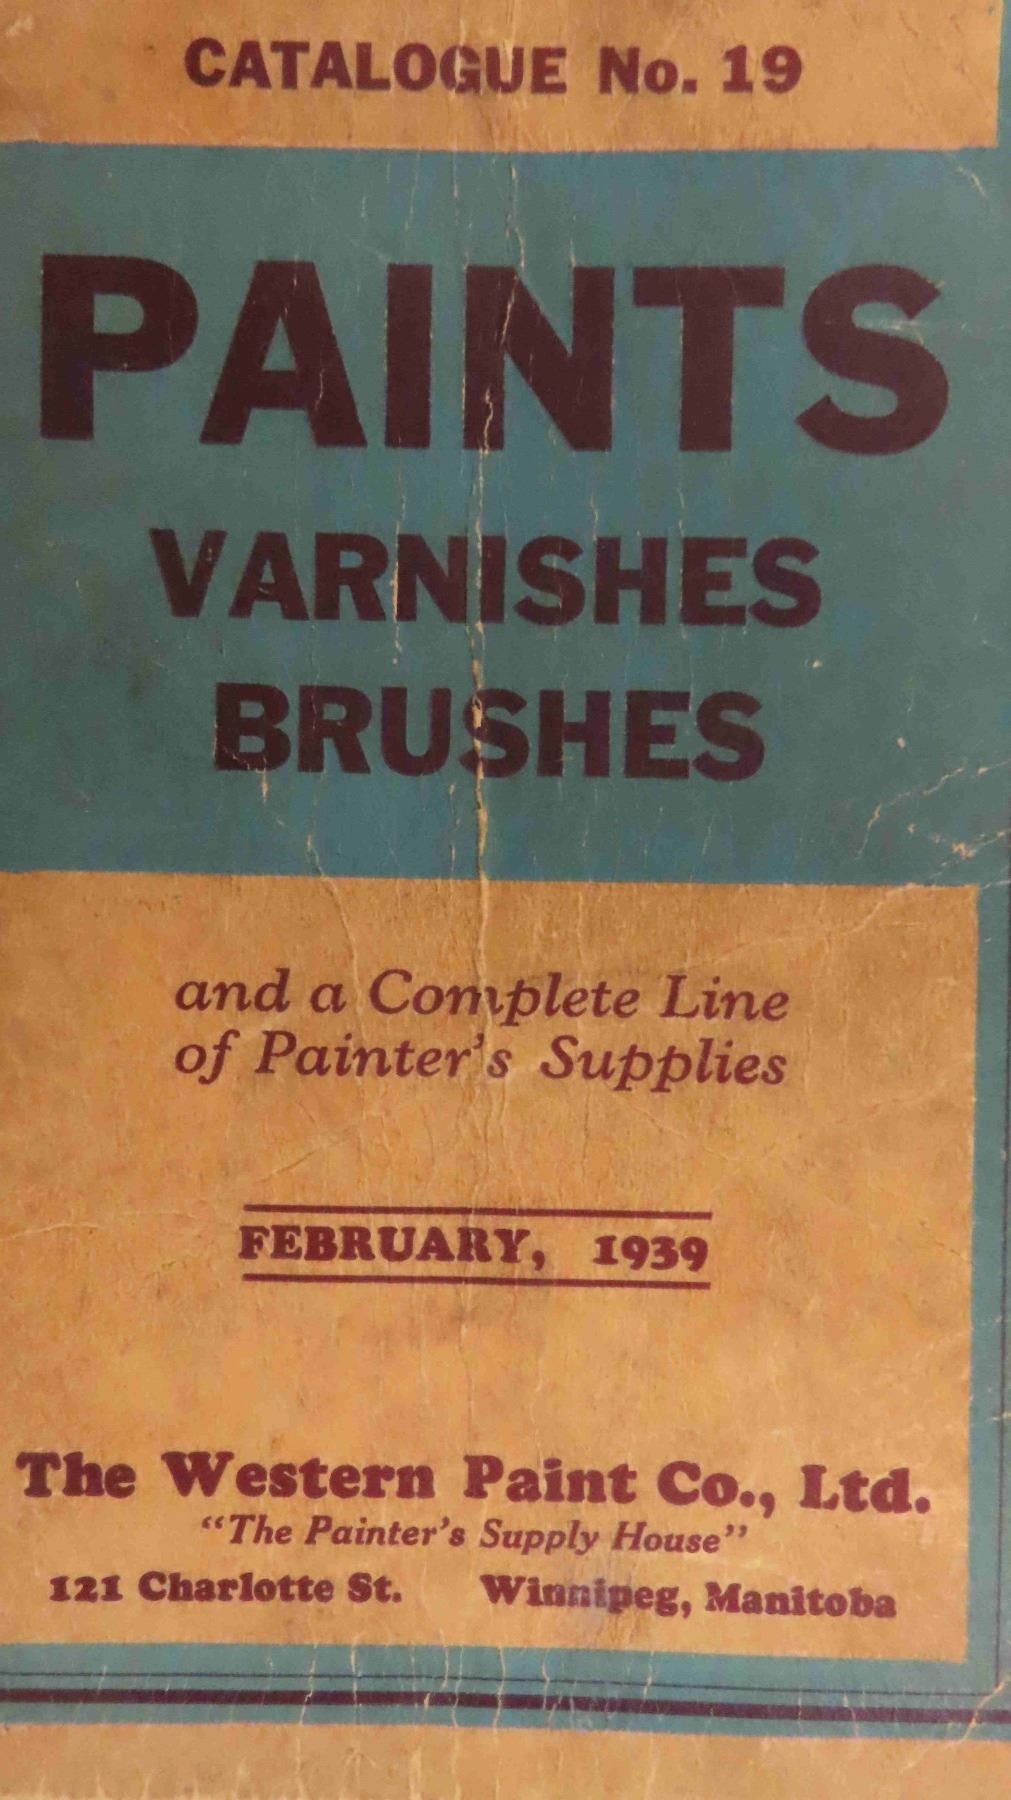 CATALOGUE No. 19
PAINTS
VARNISHES
BRUSHES
and a Complete Line
of Painter's Supplies
FEBRUARY, 1939
The Western Paint Co., Ltd.
“The Painter's Supply House”
121 Charlotte St. Winnipeg, Manitoba